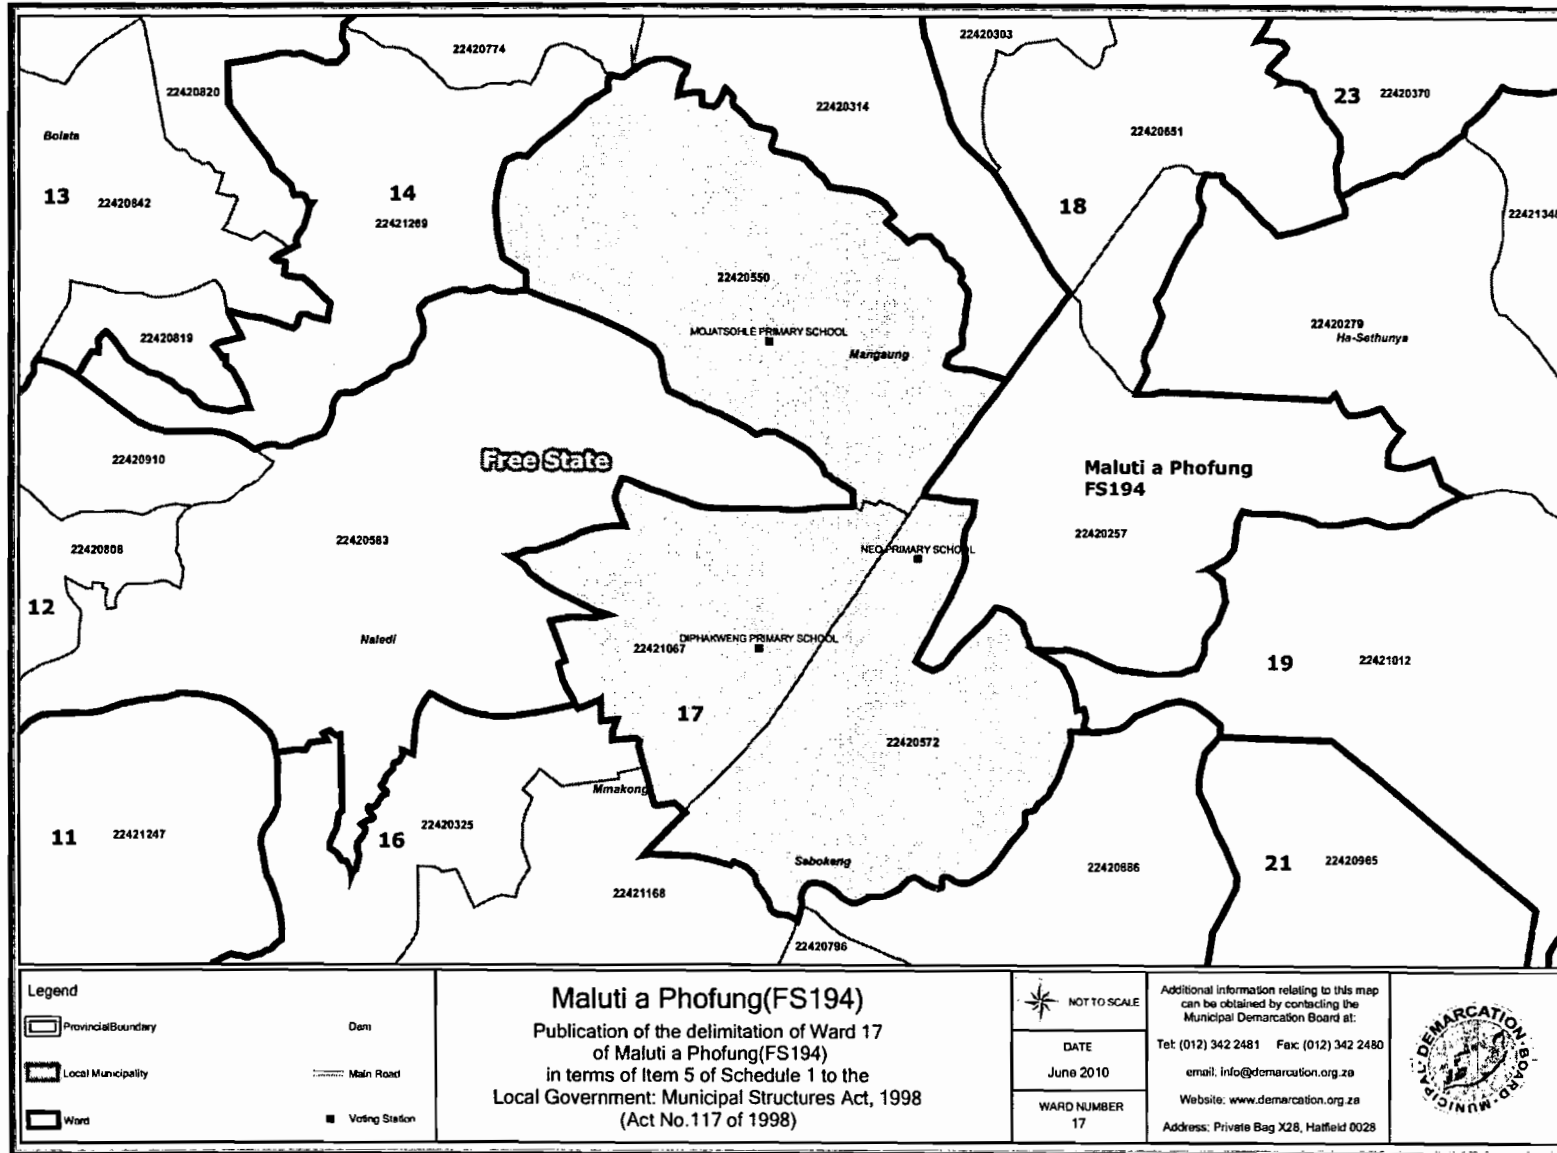 22420774
22420303
22420820
22420314
23 22420370
22420651
Bolata
13 22420842
14
22421269
18
22421348
22420550
22420819
MOJATSOHLE PRIMARY SCHOOL
Mangaung
22420279
Ha-Sethunya
22420910
Free State
Maluti a Phofung
FS194
22420808
22420583
NEO PRIMARY SCHOOL
22420257
12
Naledi
22421067
DIPHAKWENG PRIMARY SCHOOL
19 22421012
17
22420572
Mmakong
11 22421247
16 22420325
Sebokeng
22421168
22420886
21 22420965
22420796
Legend
ProvincialBoundary
Dam
Local Municipality
Main Road
Ward
Voting Station
Maluti a Phofung(FS194)
Publication of the delimitation of Ward 17
of Maluti a Phofung(FS194)
in terms of Item 5 of Schedule 1 to the
Local Government: Municipal Structures Act, 1998
(Act No.117 of 1998)
NOT TO SCALE
DATE
June 2010
WARD NUMBER
17
Additional information relating to this map
can be obtained by contacting the
Municipal Demarcation Board at:
Tel: (012) 342 2481 Fax: (012) 342 2480
email: info@demarcation.org.za
Website: www.demarcation.org.za
Address: Private Bag X28, Hatfield 0028
MUNICIPAL DEMARCATION BOARD